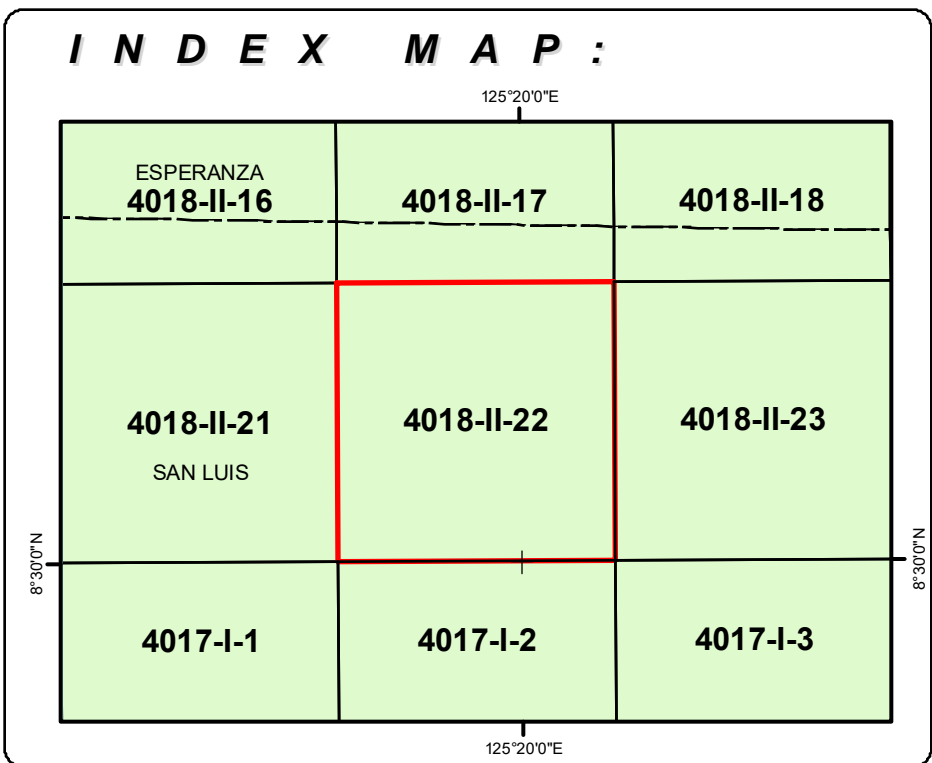 INDEX MAP:
125°20'0"E
ESPERANZA
4018-II-16
4018-II-17
4018-II-18
4018-II-21
4018-II-22
4018-II-23
SAN LUIS
8°30'0"N
8°30'0"N
4017-I-1
4017-I-2
4017-I-3
125°20'0"E